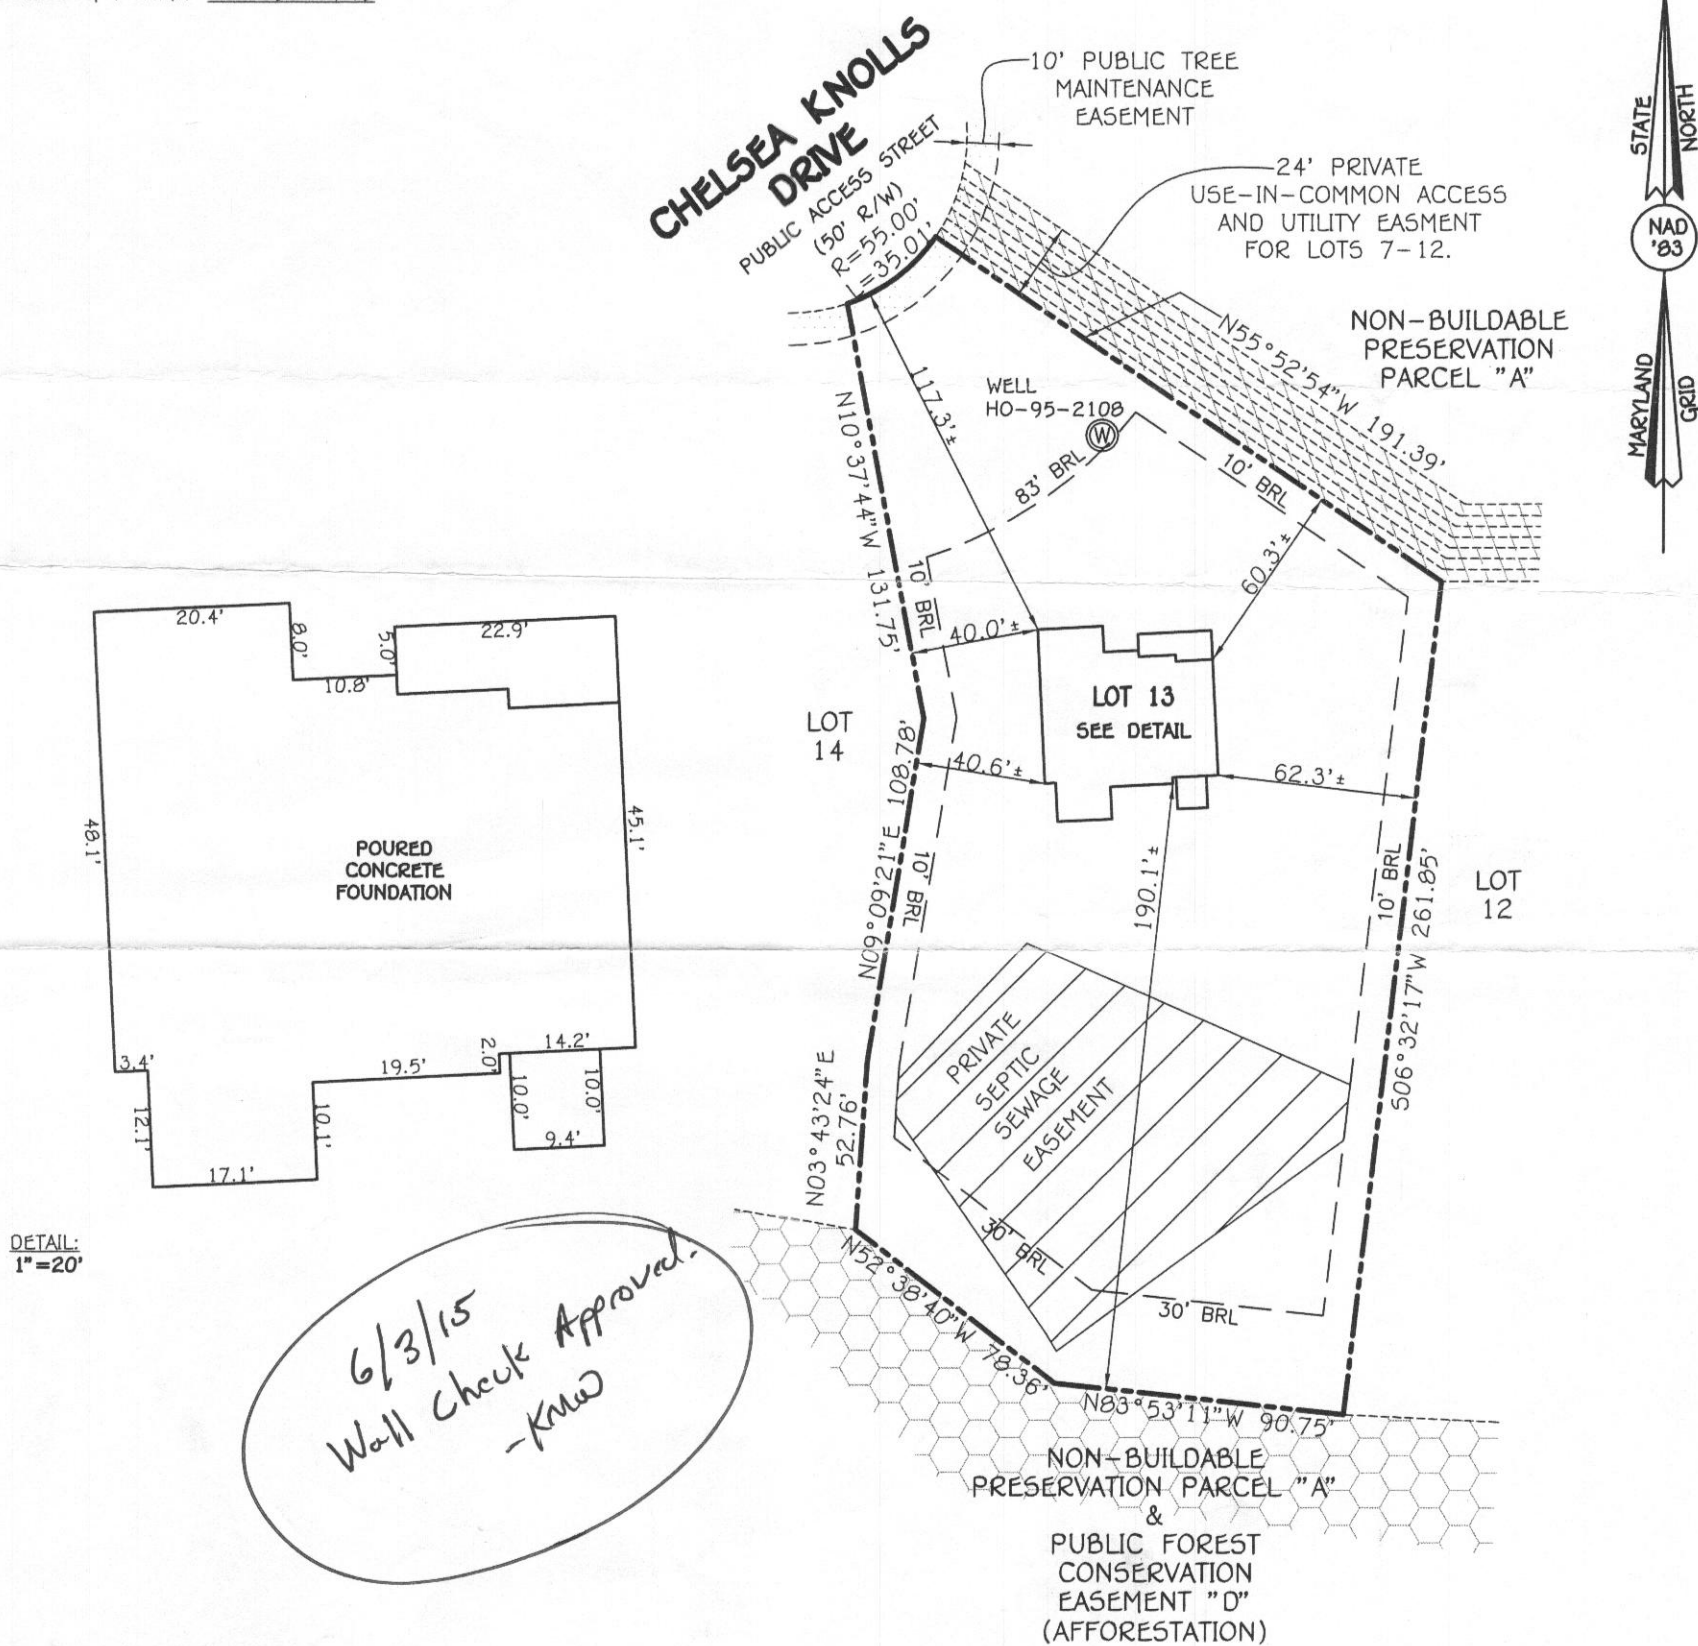 CHELSEA KNOLLS
DRIVE
PUBLIC ACCESS STREET
(50' R/W)
R=55.00'
L=35.01'
10' PUBLIC TREE
MAINTENANCE
EASEMENT
24' PRIVATE
USE-IN-COMMON ACCESS
AND UTILITY EASMENT
FOR LOTS 7-12.
STATE
NORTH
NAD
'83
MARYLAND
GRID
NON-BUILDABLE
PRESERVATION
PARCEL "A"
N55°52'54"W 191.39'
WELL
HO-95-2108
W
117.3'±
N10°37'44"W 131.75'
83' BRL
10' BRL
10' BRL
60.3'±
40.0'±
LOT 13
SEE DETAIL
LOT
14
40.6'±
62.3'±
N09°09'21"E 108.78'
10' BRL
190.1'±
10' BRL
S06°32'17"W 261.85'
LOT
12
PRIVATE
SEPTIC
SEWAGE
EASEMENT
N03°43'24"E
52.76'
30' BRL
30' BRL
N52°38'40"W 78.36'
N83°53'11"W 90.75'
NON-BUILDABLE
PRESERVATION PARCEL "A"
&
PUBLIC FOREST
CONSERVATION
EASEMENT "D"
(AFFORESTATION)
20.4'
8.0'
5.0'
22.9'
10.8'
48.1'
45.1'
POURED
CONCRETE
FOUNDATION
3.4'
19.5'
2.0'
14.2'
12.1'
10.1'
10.0'
10.0'
9.4'
17.1'
DETAIL:
1"=20'
6/3/15
Wall Check Approved.
-KMW